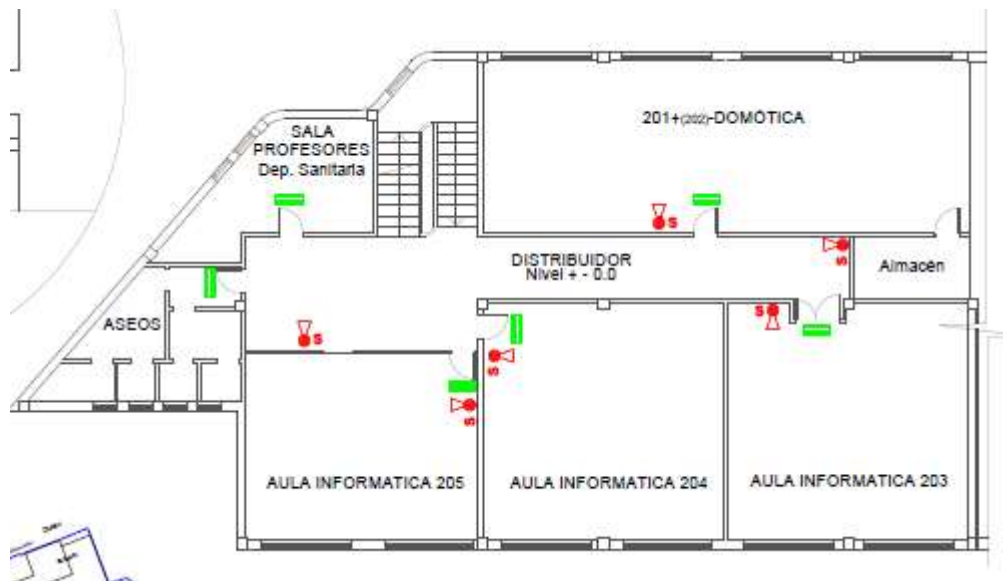 SALA
PROFESORES
Dep. Sanitaria
201+(202)-DOMÓTICA
S
S
DISTRIBUIDOR
Nivel + - 0.0
Almacén
ASEOS
S
S
S
S
AULA INFORMATICA 205
AULA INFORMATICA 204
AULA INFORMATICA 203